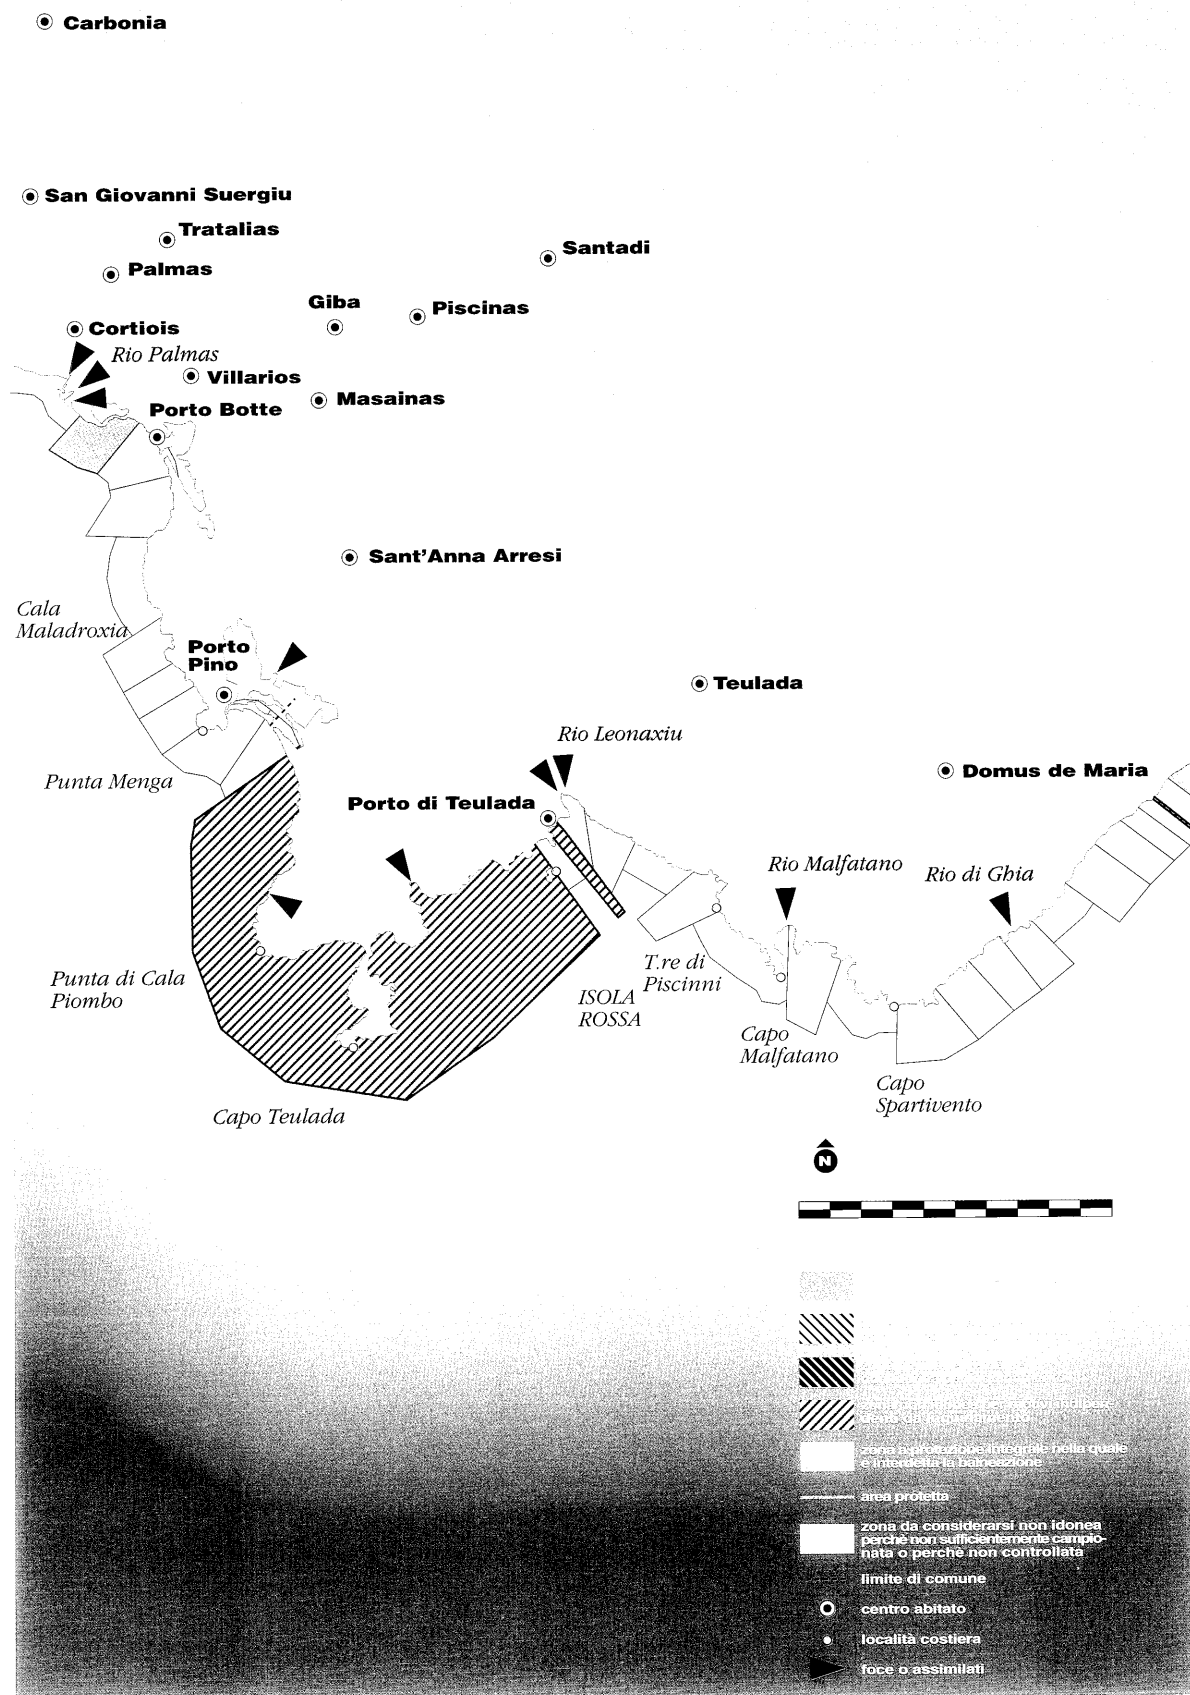 Carbonia
San Giovanni Suergiu
Tratalias
Santadi
Palmas
Giba
Piscinas
Cortiois
Rio Palmas
Villarios
Masainas
Porto Botte
Sant'Anna Arresi
Cala
Maladroxia
Porto
Pino
Teulada
Rio Leonaxiu
Domus de Maria
Punta Menga
Porto di Teulada
Rio Malfatano
Rio di Ghia
T.re di
Piscinni
Punta di Cala
Piombo
ISOLA
ROSSA
Capo
Malfatano
Capo
Spartivento
Capo Teulada
N
zona a protezione integrale nella quale
è interdetta la balneazione
area protetta
zona da considerarsi non idonea
perchè non sufficientemente campio-
nata o perchè non controllata
limite di comune
centro abitato
località costiera
foce o assimilati